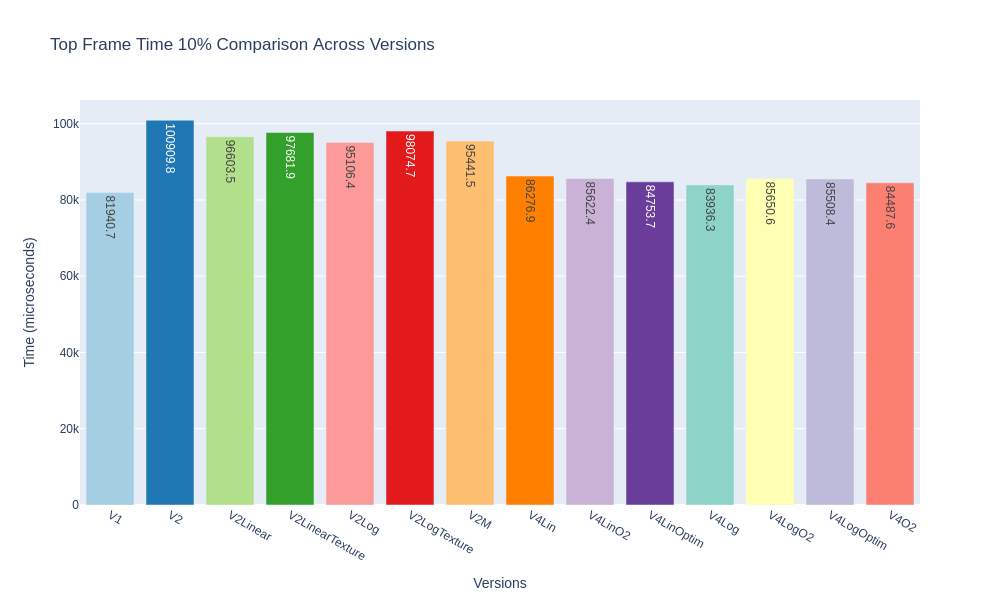 Top Frame Time 10% Comparison Across Versions
Time (microseconds)
100k
80k
60k
40k
20k
0
81940.7
100909.8
96603.5
97681.9
95106.4
98074.7
95441.5
86276.9
85622.4
84753.7
83936.3
85650.6
85508.4
84487.6
V1
V2
V2Linear
V2LinearTexture
V2Log
V2LogTexture
V2M
V4Lin
V4LinO2
V4LinOptim
V4Log
V4LogO2
V4LogOptim
V4O2
Versions